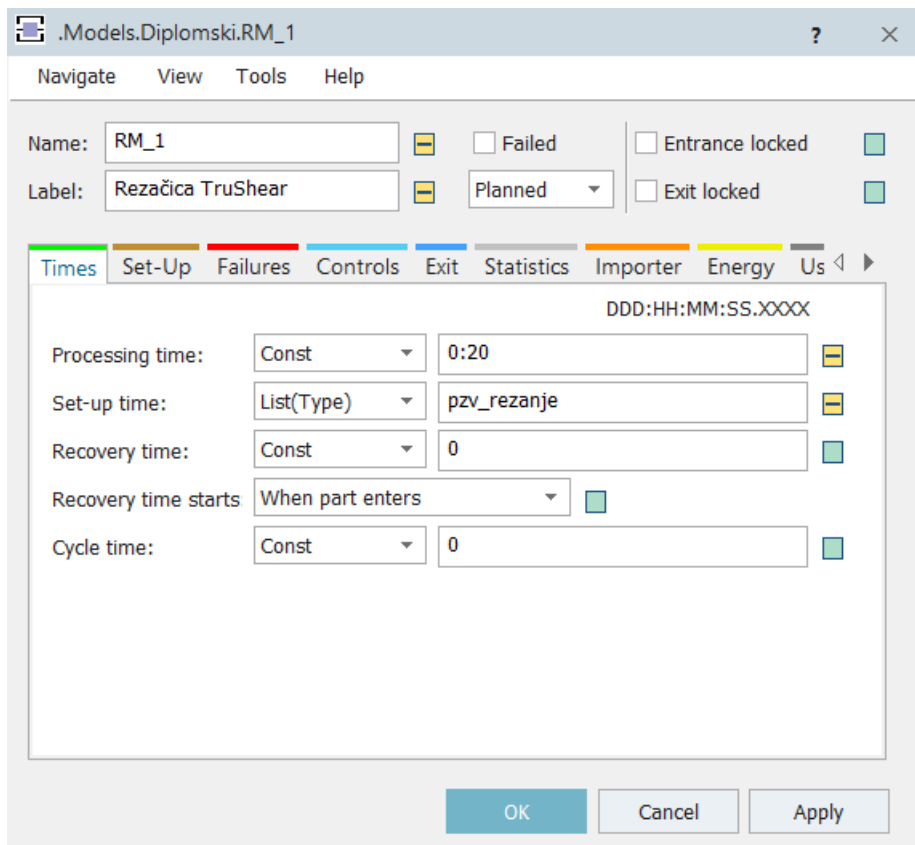 .Models.Diplomski.RM_1 ?
Navigate View Tools Help
Name: RM_1 Failed Entrance locked
Label: Rezačica TruShear Planned Exit locked
Times Set-Up Failures Controls Exit Statistics Importer Energy Us
DDD:HH:MM:SS.XXXX
Processing time: Const 0:20
Set-up time: List(Type) pzv_rezanje
Recovery time: Const 0
Recovery time starts When part enters
Cycle time: Const 0
OK Cancel Apply